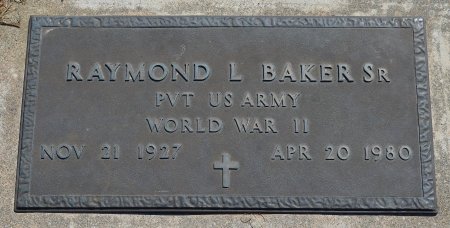 RAYMOND L BAKER SR
PVT US ARMY
WORLD WAR II
NOV 21 1927 APR 20 1980